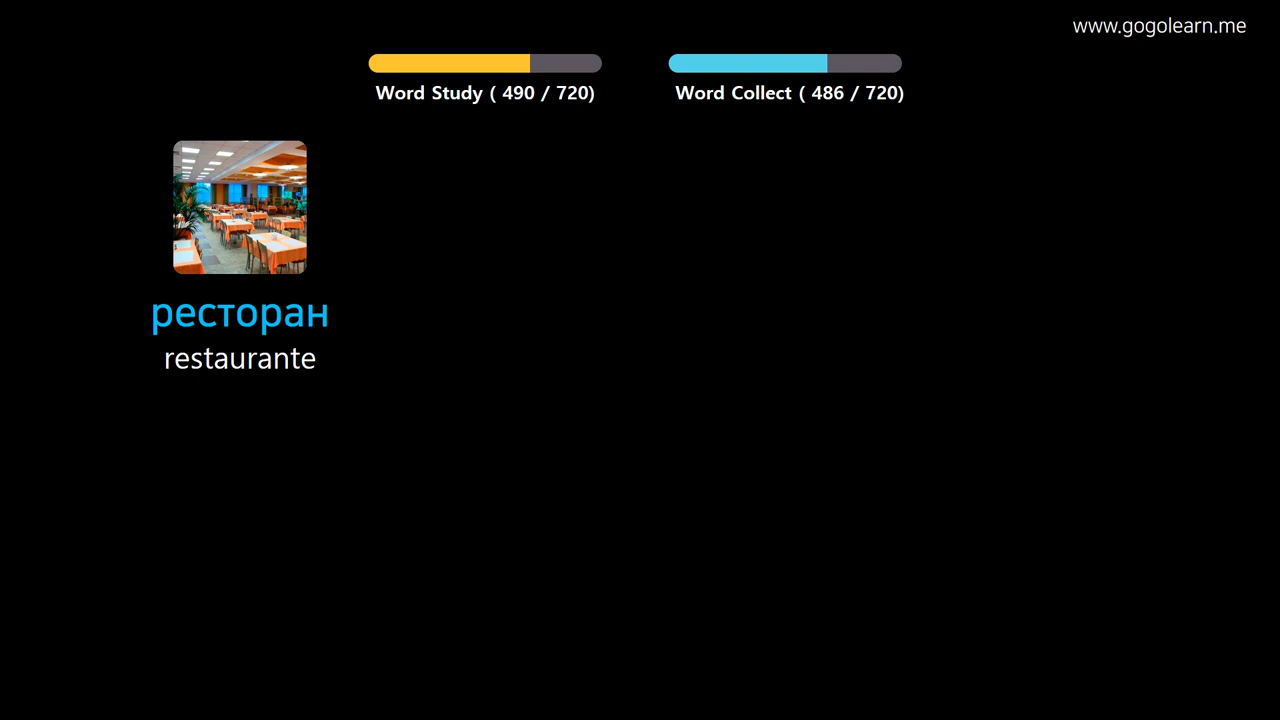 www.gogolearn.me
Word Study ( 490 / 720)
Word Collect ( 486 / 720)
ресторан
restaurante